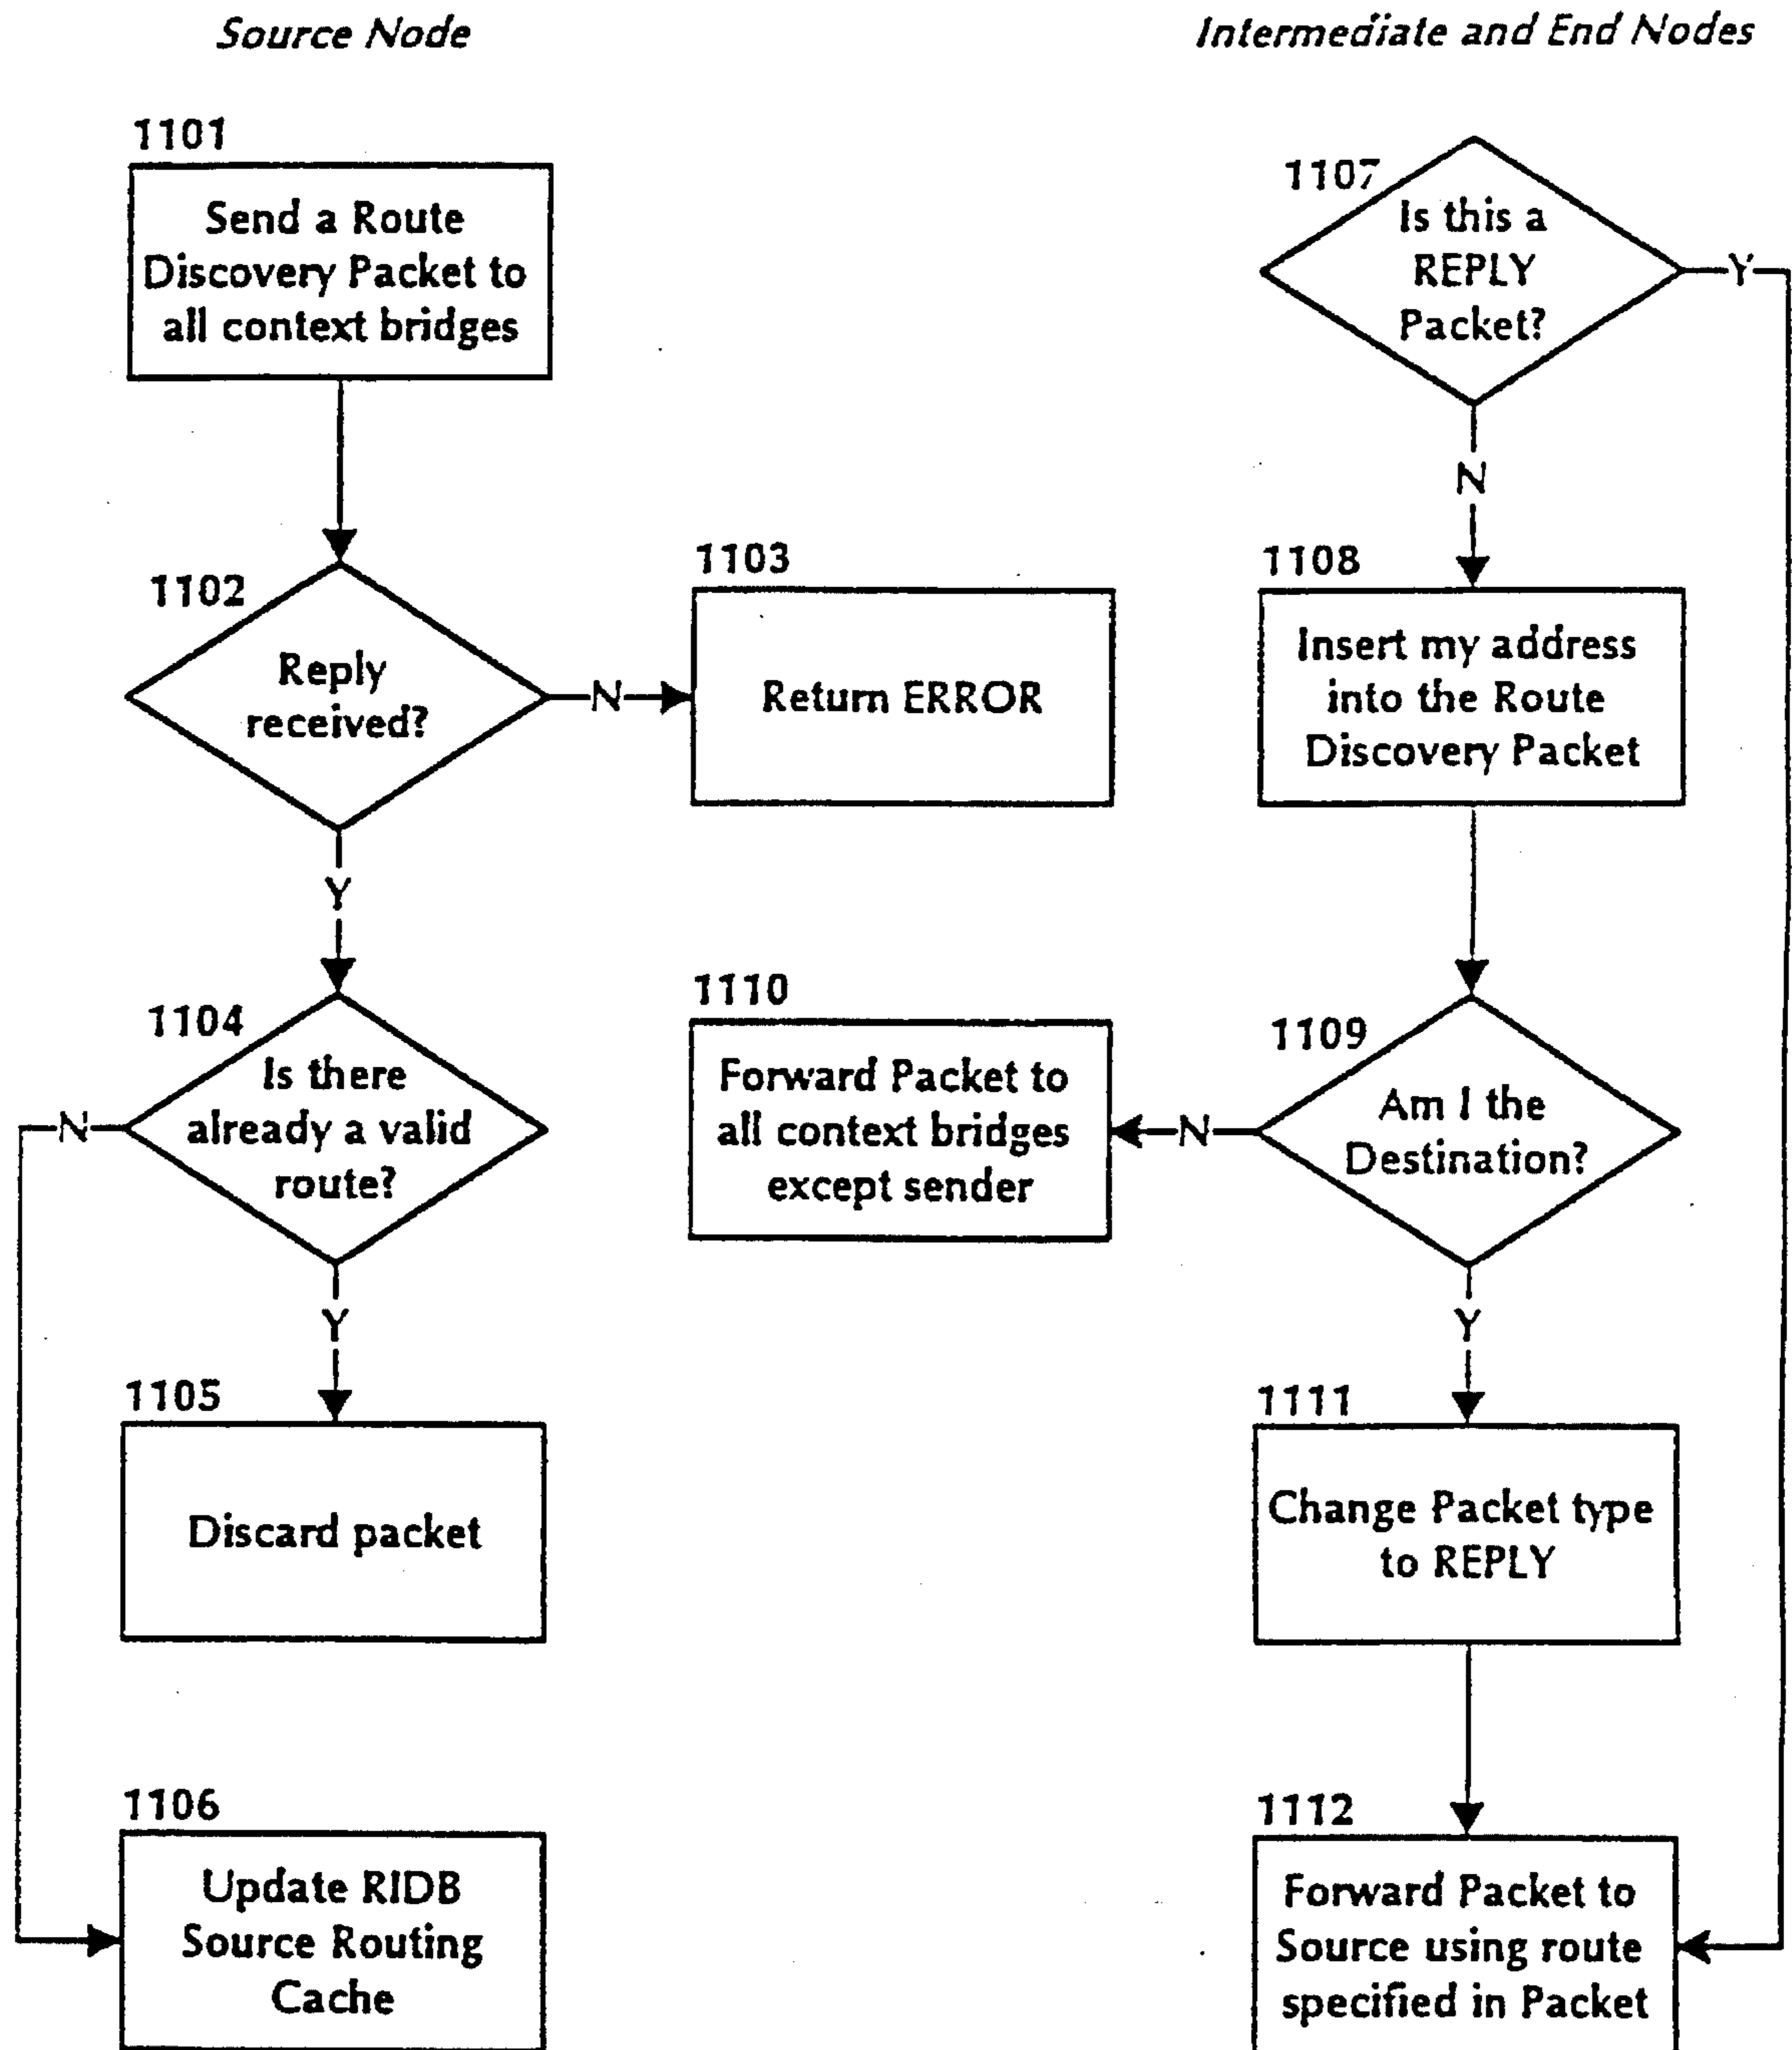 Source Node
1101
Send a Route
Discovery Packet to
all context bridges
1102
Reply
received?
N
1103
Return ERROR
Y
1104
Is there
already a valid
route?
N
Y
1105
Discard packet
1106
Update RIDB
Source Routing
Cache
Intermediate and End Nodes
1107
Is this a
REPLY
Packet?
Y
N
1108
Insert my address
into the Route
Discovery Packet
1109
Am I the
Destination?
N
1110
Forward Packet to
all context bridges
except sender
Y
1111
Change Packet type
to REPLY
1112
Forward Packet to
Source using route
specified in Packet